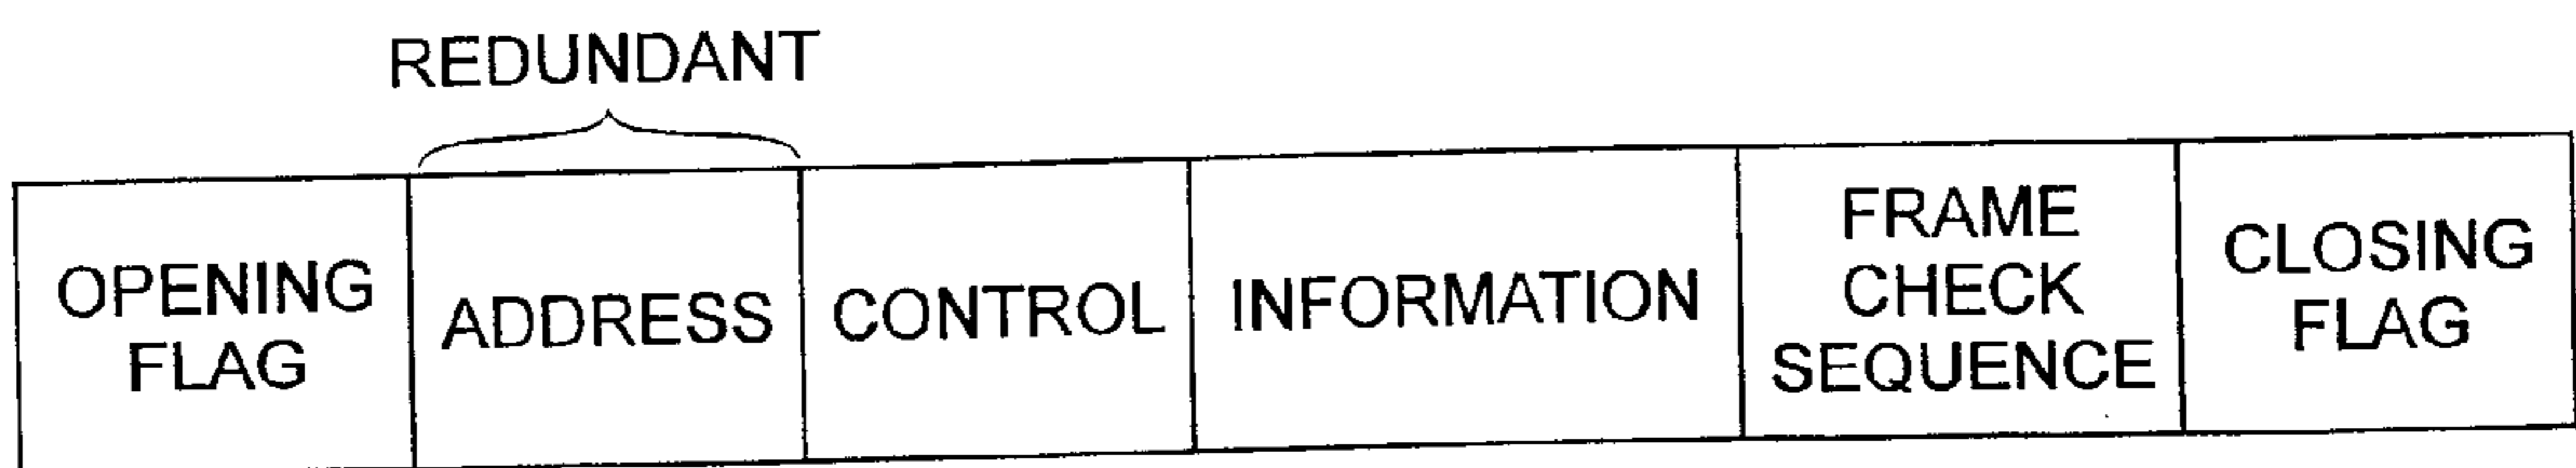 REDUNDANT
OPENING
FLAG
ADDRESS
CONTROL
INFORMATION
FRAME
CHECK
SEQUENCE
CLOSING
FLAG